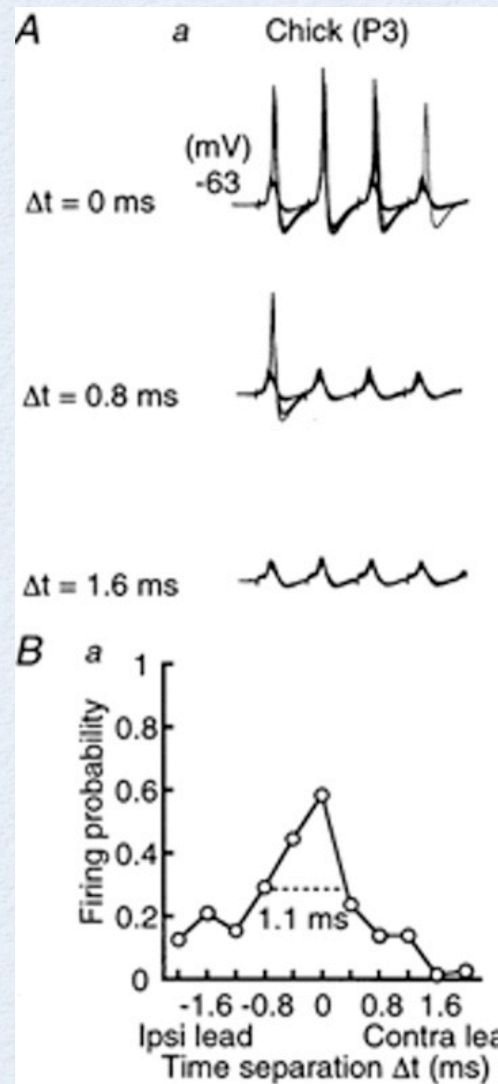 A a Chick (P3)
(mV)
-63
Δt = 0 ms
Δt = 0.8 ms
Δt = 1.6 ms
B a
1
0.8
0.6
0.4
0.2
0
Firing probability
1.1 ms
-1.6 -0.8 0 0.8 1.6
Ipsi lead Contra lea
Time separation Δt (ms)